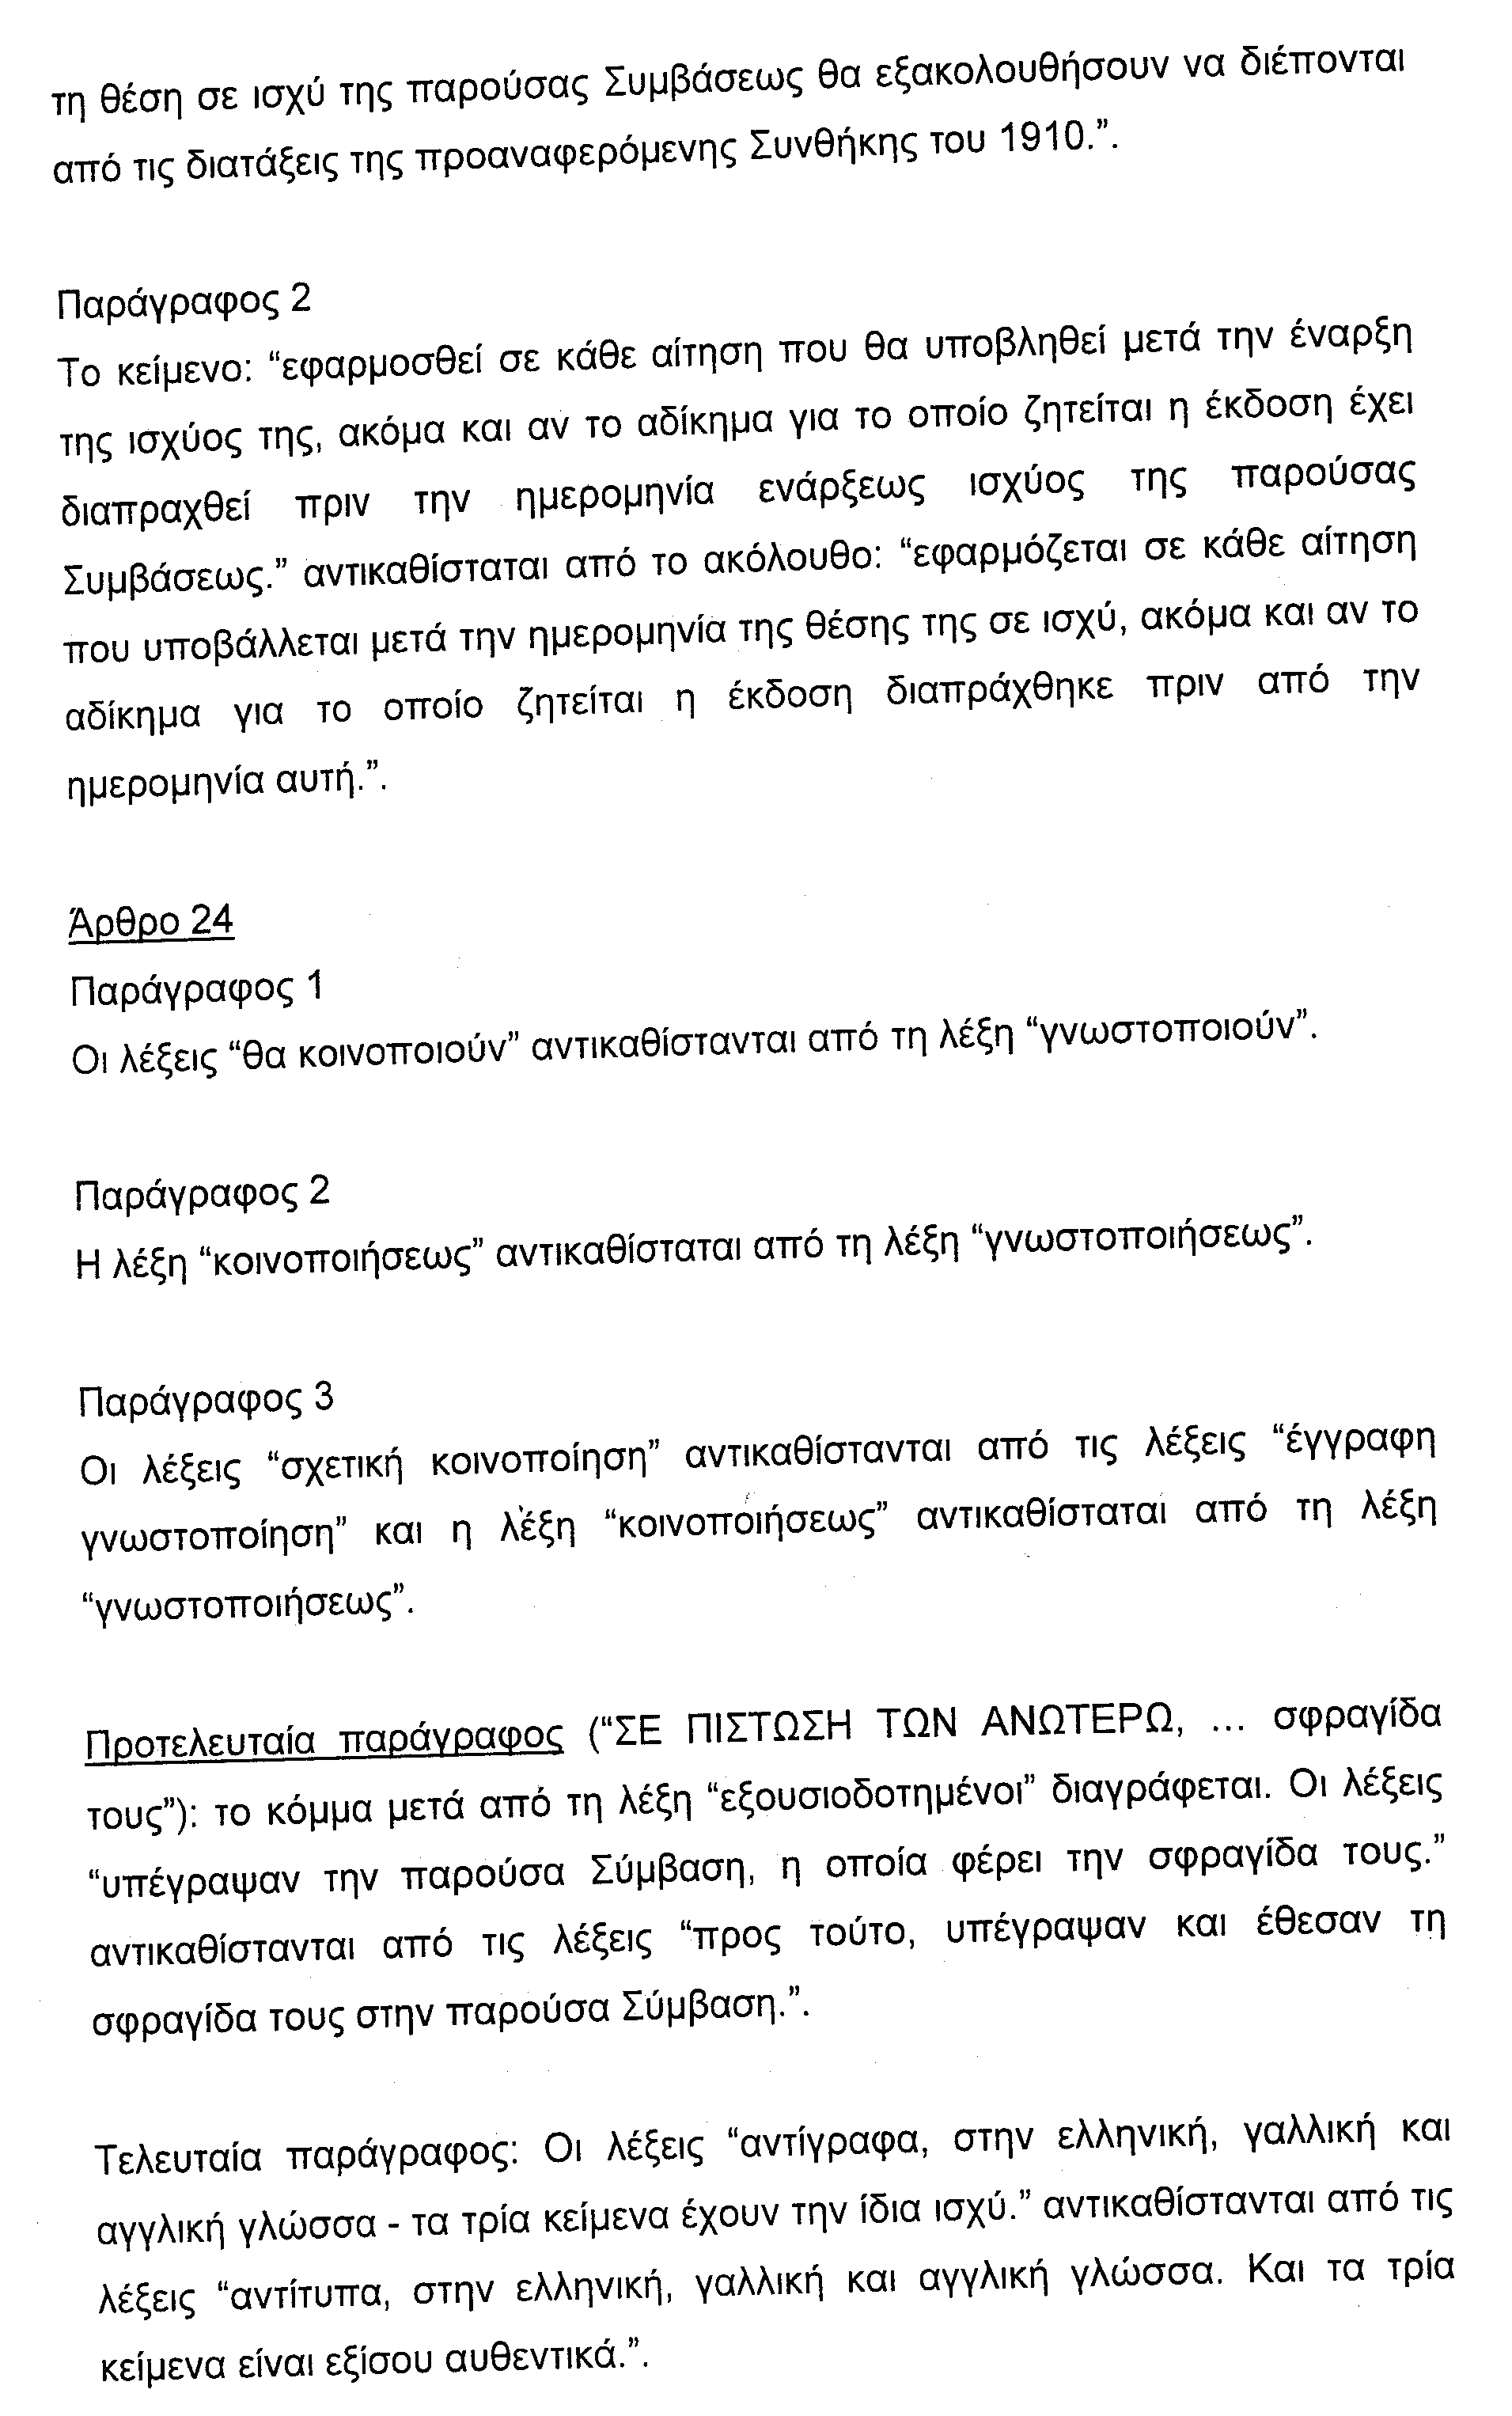 τη θέση σε ισχύ της παρούσας Συμβάσεως θα εξακολουθήσουν να διέπονται
από τις διατάξεις της προαναφερόμενης Συνθήκης του 1910.”.
Παράγραφος 2
Το κείμενο: “εφαρμοσθεί σε κάθε αίτηση που θα υποβληθεί μετά την έναρξη
της ισχύος της, ακόμα και αν το αδίκημα για το οποίο ζητείται η έκδοση έχει
διαπραχθεί πριν την ημερομηνία ενάρξεως ισχύος της παρούσας
Συμβάσεως.” αντικαθίσταται από το ακόλουθο: “εφαρμόζεται σε κάθε αίτηση
που υποβάλλεται μετά την ημερομηνία της θέσης της σε ισχύ, ακόμα και αν το
αδίκημα για το οποίο ζητείται η έκδοση διαπράχθηκε πριν από την
ημερομηνία αυτή.”.
Άρθρο 24
Παράγραφος 1
Οι λέξεις “θα κοινοποιούν” αντικαθίστανται από τη λέξη “γνωστοποιούν”.
Παράγραφος 2
Η λέξη “κοινοποιήσεως” αντικαθίσταται από τη λέξη “γνωστοποιήσεως”.
Παράγραφος 3
Οι λέξεις “σχετική κοινοποίηση” αντικαθίστανται από τις λέξεις “έγγραφη
γνωστοποίηση” και η λέξη “κοινοποιήσεως” αντικαθίσταται από τη λέξη
“γνωστοποιήσεως”.
Προτελευταία παράγραφος (“ΣΕ ΠΙΣΤΩΣΗ ΤΩΝ ΑΝΩΤΕΡΩ, ... σφραγίδα
τους”): το κόμμα μετά από τη λέξη “εξουσιοδοτημένοι” διαγράφεται. Οι λέξεις
“υπέγραψαν την παρούσα Σύμβαση, η οποία φέρει την σφραγίδα τους.”
αντικαθίστανται από τις λέξεις “προς τούτο, υπέγραψαν και έθεσαν τη
σφραγίδα τους στην παρούσα Σύμβαση.”.
Τελευταία παράγραφος: Οι λέξεις “αντίγραφα, στην ελληνική, γαλλική και
αγγλική γλώσσα - τα τρία κείμενα έχουν την ίδια ισχύ.” αντικαθίστανται από τις
λέξεις “αντίτυπα, στην ελληνική, γαλλική και αγγλική γλώσσα. Και τα τρία
κείμενα είναι εξίσου αυθεντικά.”.